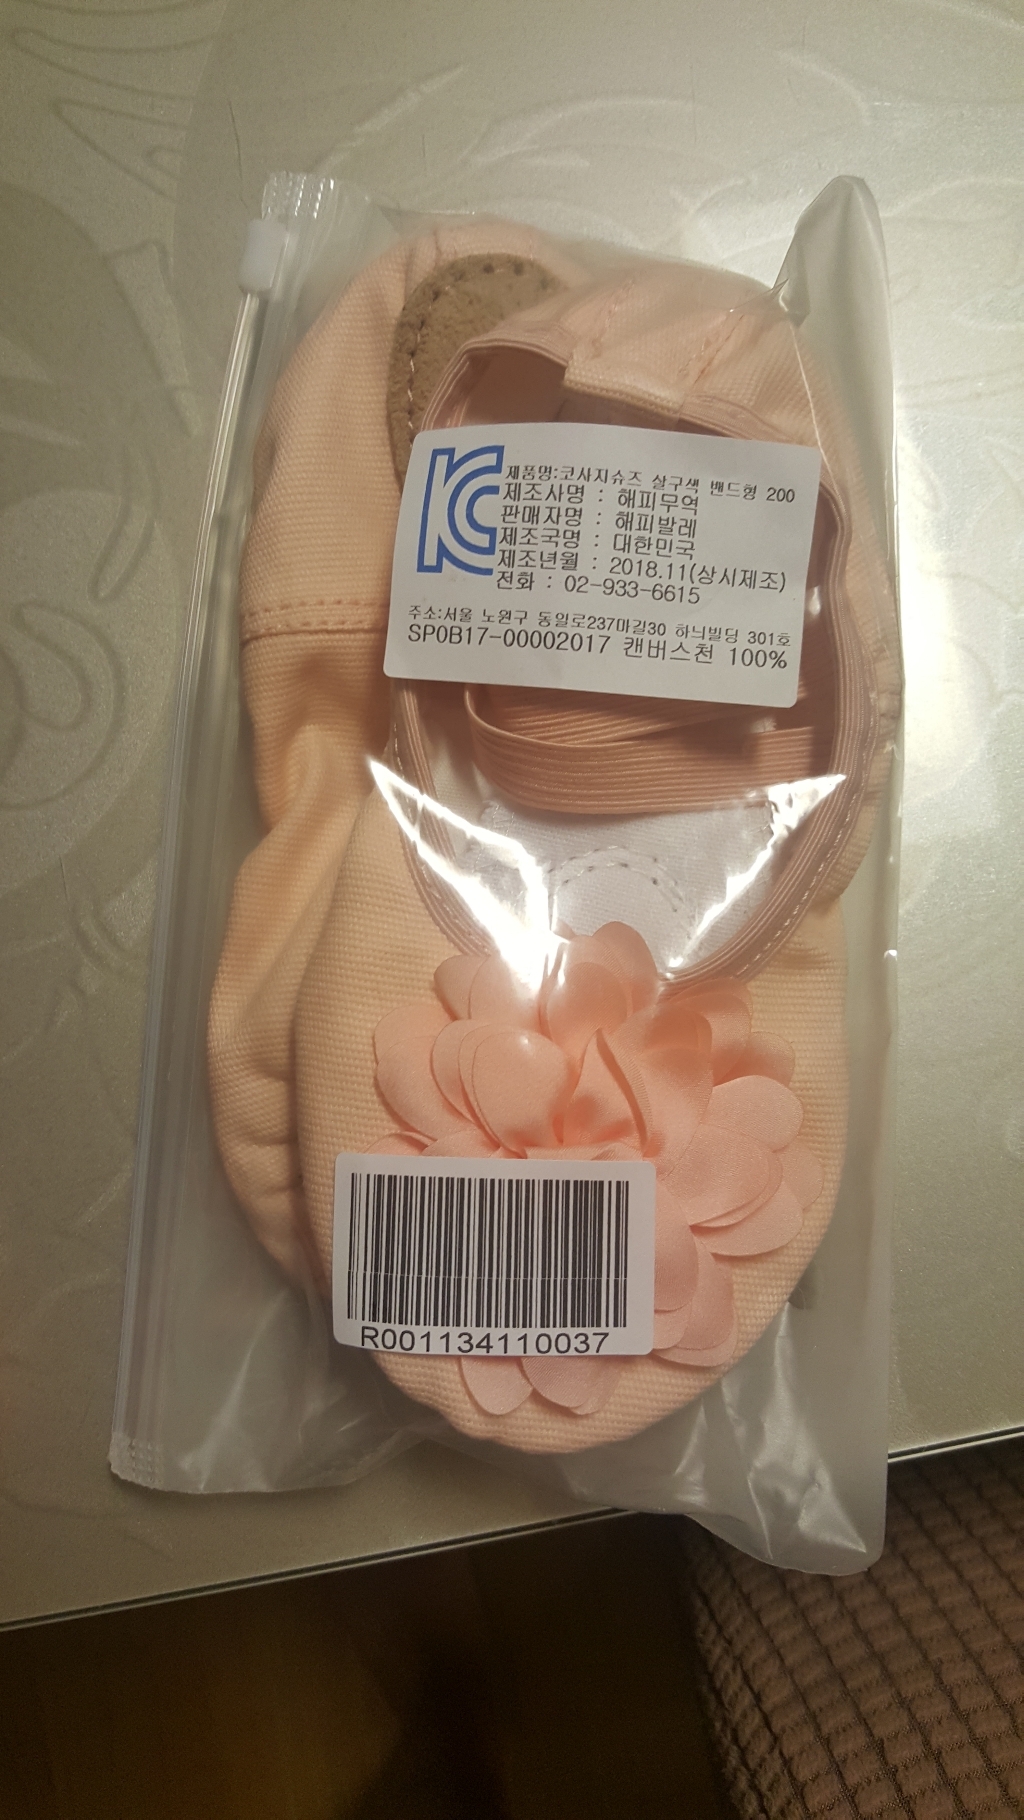 KC
제품명:코사지슈즈 살구색 밴드형 200
제조사명 : 해피무역
판매자명 : 해피발레
제조국명 : 대한민국
제조년월 : 2018.11(상시제조)
전화 : 02-933-6615
주소:서울 노원구 동일로237마길30 하늬빌딩 301호
SP0B17-00002017 캔버스천 100%
R001134110037